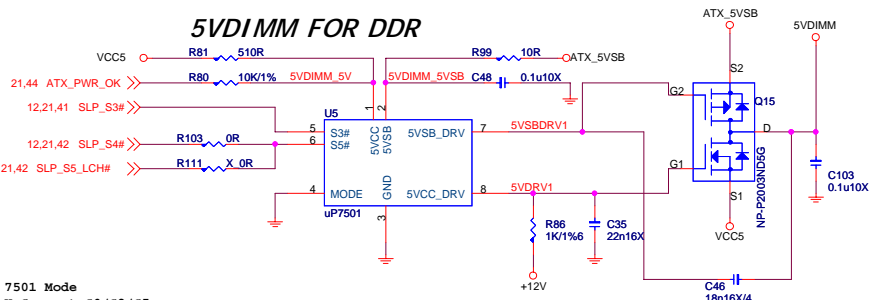 5VDIMM FOR DDR
ATX_5VSB
5VDIMM
VCC5
R81
510R
R99
10R
ATX_5VSB
21,44 ATX_PWR_OK
R80
10K/1%
5VDIMM_5V
5VDIMM_5VSB
C48
0.1u10X
S2
12,21,41 SLP_S3#
U5
1
2
G2
Q15
12,21,42 SLP_S4#
R103
0R
5
S3#
6
S5#
5VCC
5VSB
5VSB_DRV
7
5VSBDRV1
D
21,42 SLP_S5_LCH#
R111
X_0R
G1
C103
0.1u10X
4
MODE
GND
5VCC_DRV
8
5VDRV1
S1
NP-P2003ND5G
uP7501
3
R86
1K/1%6
C35
22n16X
VCC5
+12V
C46
18n16X/4
7501 Mode